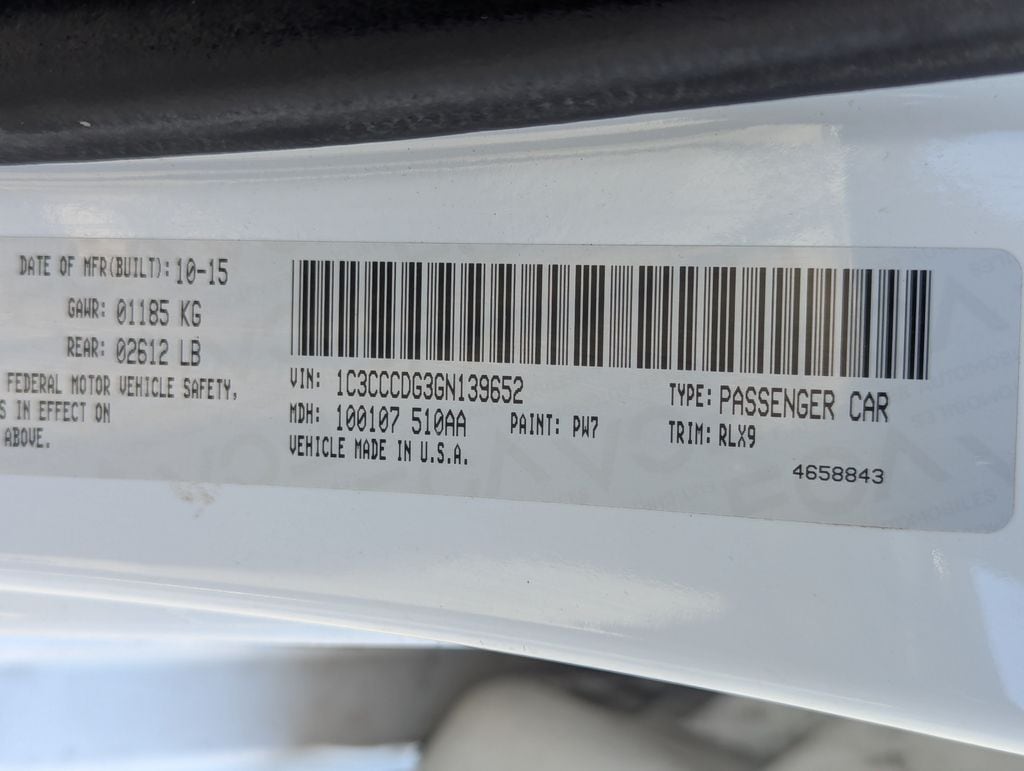 DATE OF MFR(BUILT): 10-15
GAWR: 01185 KG
REAR: 02612 LB
FEDERAL MOTOR VEHICLE SAFETY,
S IN EFFECT ON
ABOVE.
VIN: 1C3CCCDG3GN139652
TYPE: PASSENGER CAR
MDH: 100107 510AA
PAINT: PW7
TRIM: RLX9
VEHICLE MADE IN U.S.A.
4658843